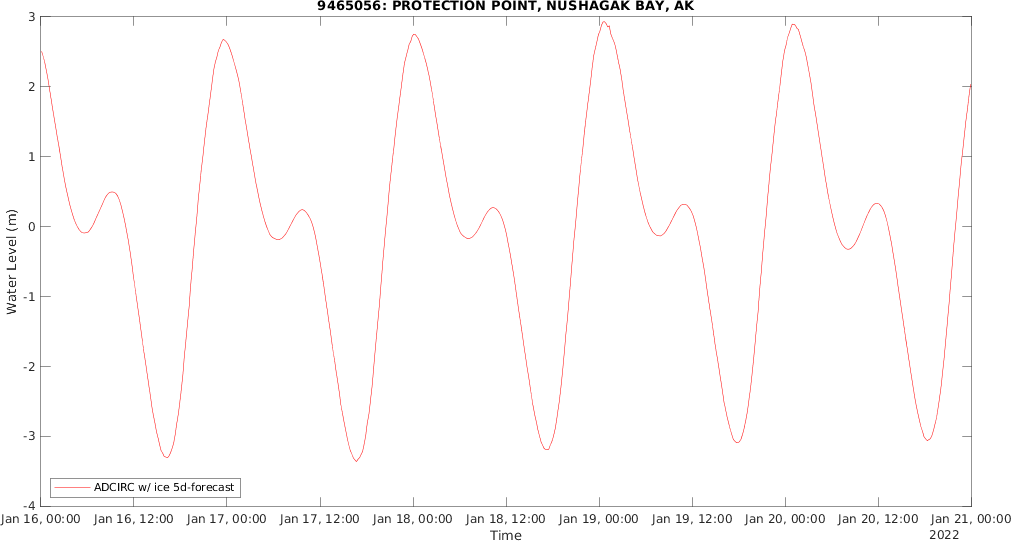 9465056: PROTECTION POINT, NUSHAGAK BAY, AK
3
2
1
0
-1
-2
-3
-4
Water Level (m)
ADCIRC w/ ice 5d-forecast
Jan 16, 00:00 Jan 16, 12:00 Jan 17, 00:00 Jan 17, 12:00 Jan 18, 00:00 Jan 18, 12:00 Jan 19, 00:00 Jan 19, 12:00 Jan 20, 00:00 Jan 20, 12:00 Jan 21, 00:00
Time
2022